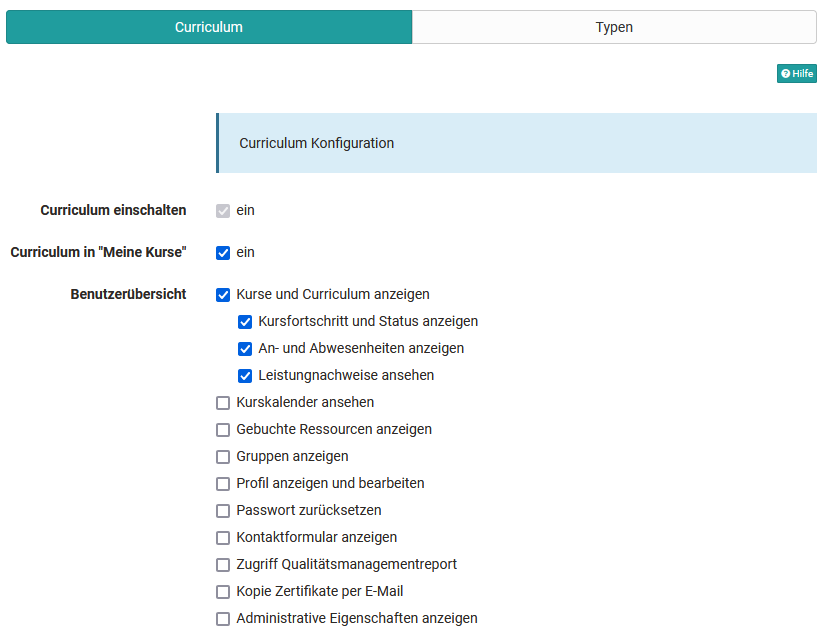 Curriculum
Typen
Hilfe
Curriculum Konfiguration
Curriculum einschalten ein
Curriculum in "Meine Kurse" ein
Benutzerübersicht Kurse und Curriculum anzeigen
Kursfortschritt und Status anzeigen
An- und Abwesenheiten anzeigen
Leistungnachweise ansehen
Kurskalender ansehen
Gebuchte Ressourcen anzeigen
Gruppen anzeigen
Profil anzeigen und bearbeiten
Passwort zurücksetzen
Kontaktformular anzeigen
Zugriff Qualitätsmanagementreport
Kopie Zertifikate per E-Mail
Administrative Eigenschaften anzeigen